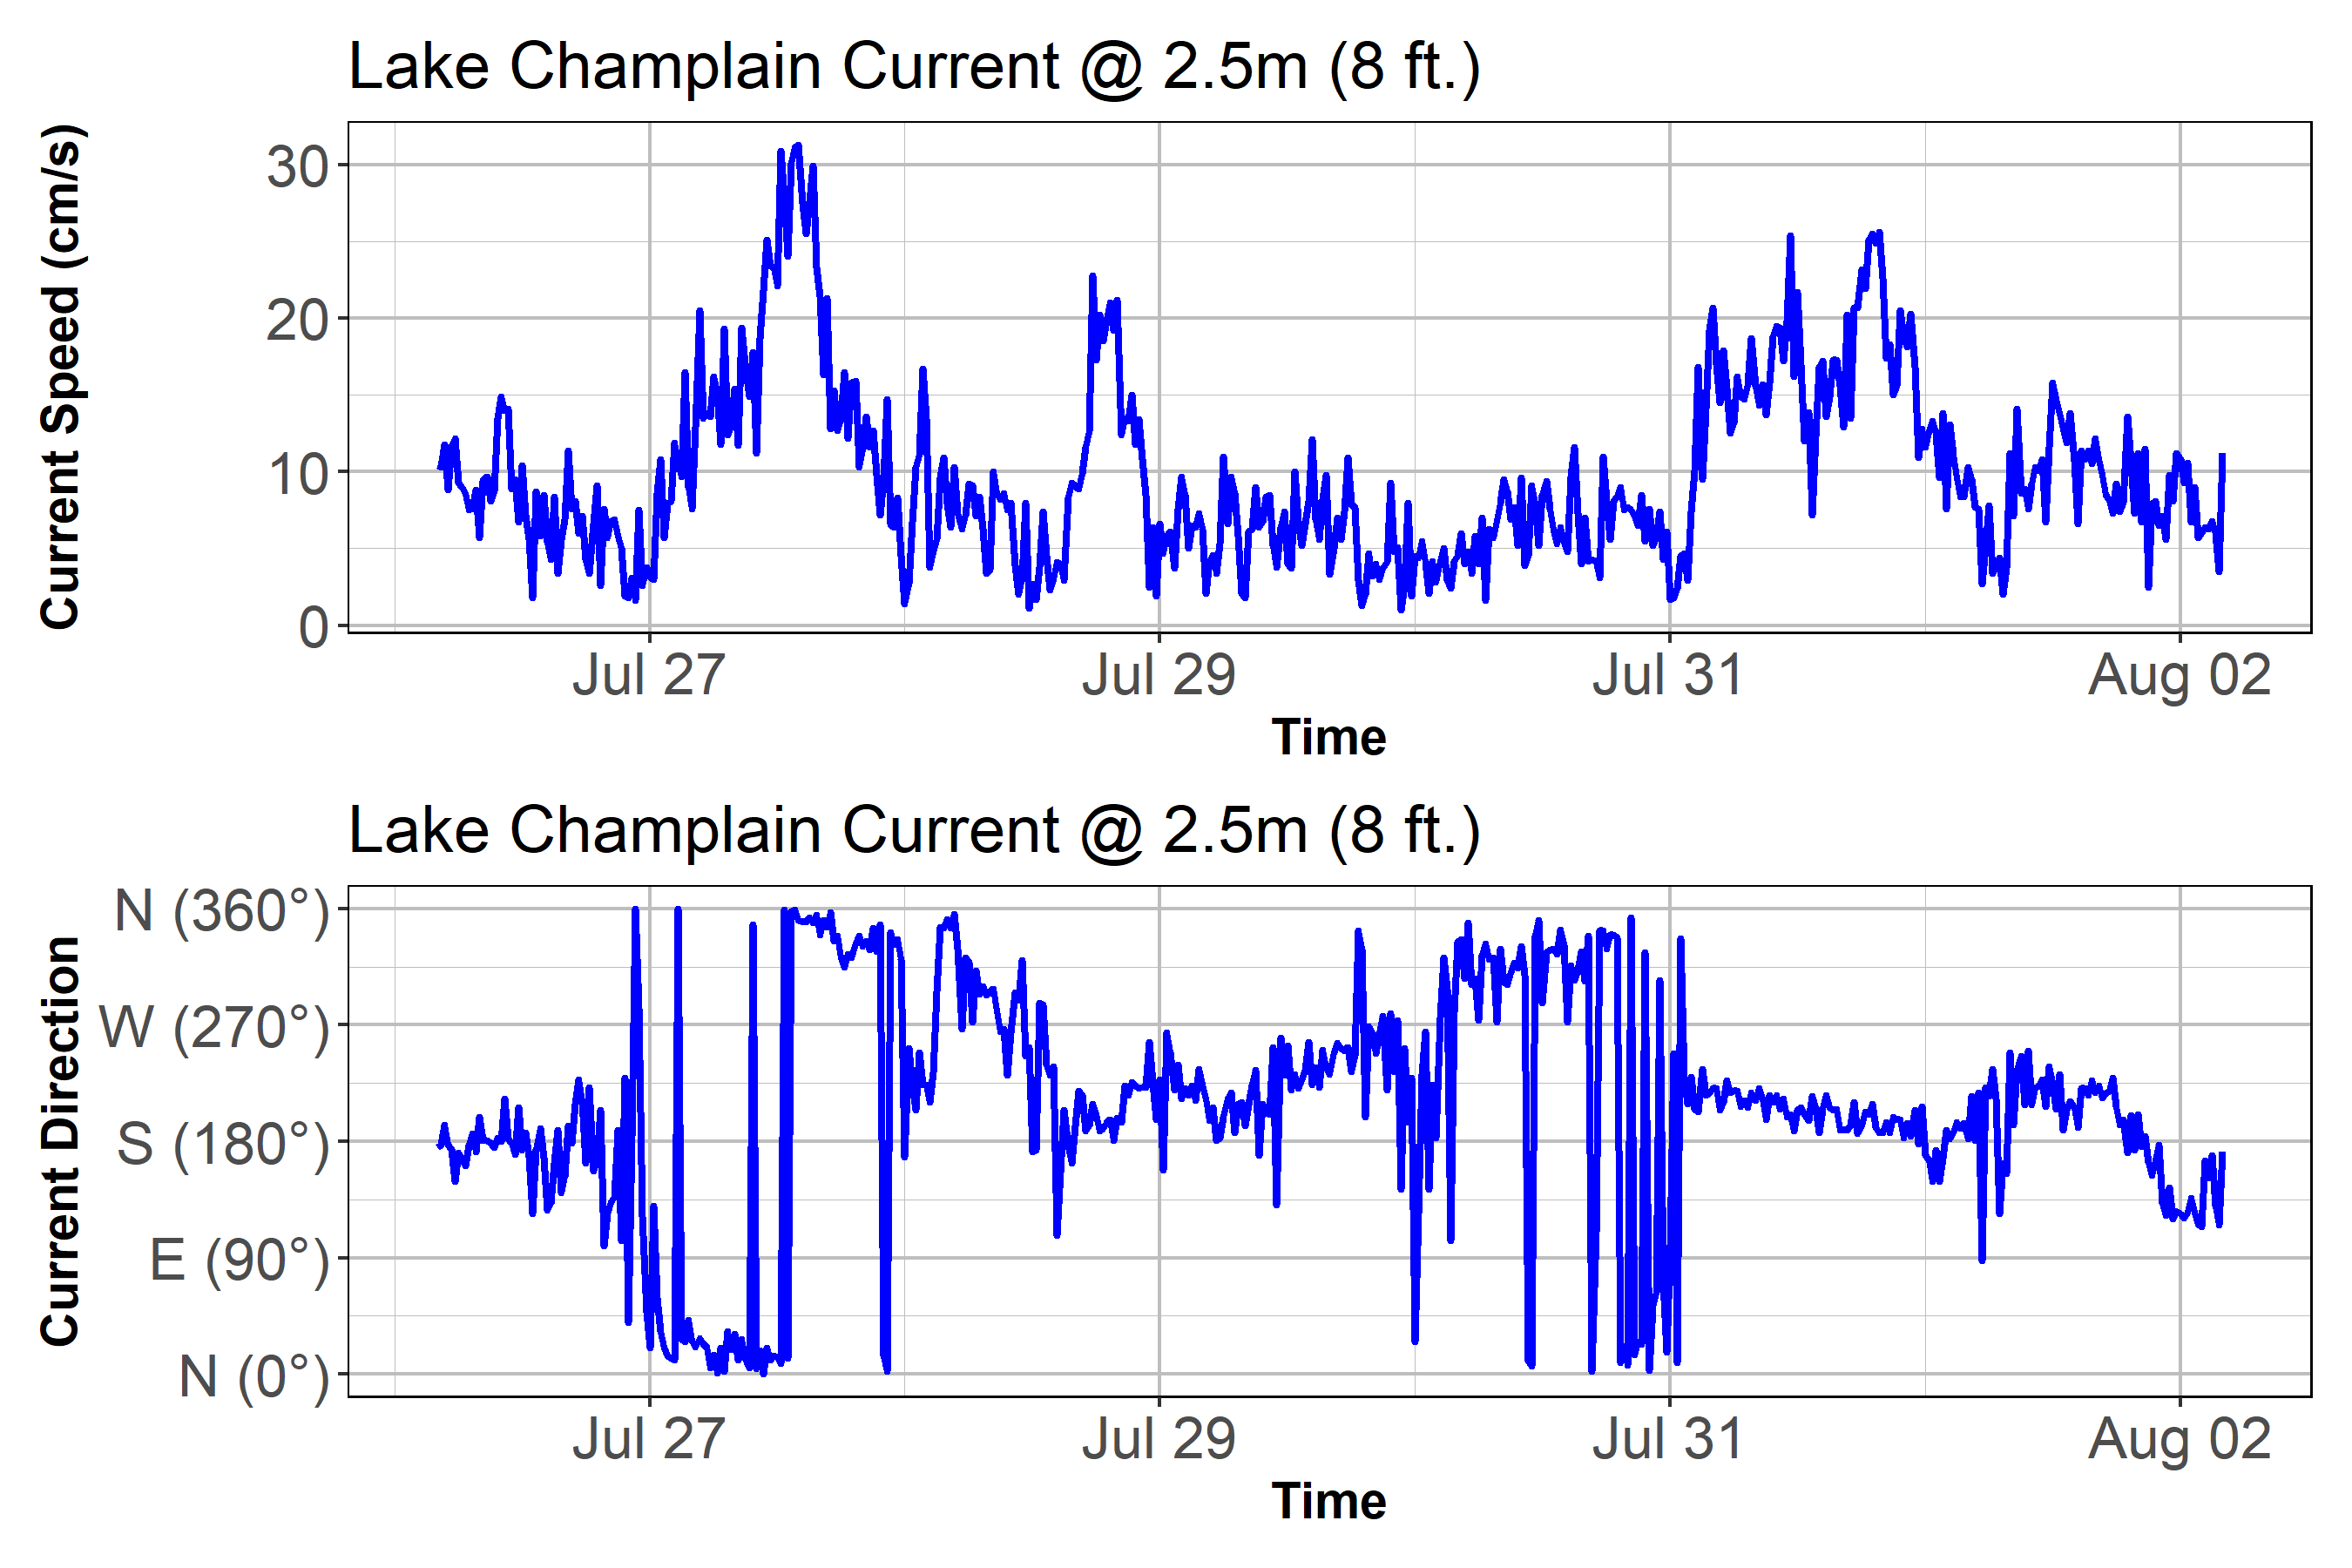 Lake Champlain Current @ 2.5m (8 ft.)
Current Speed (cm/s)
30
20
10
0
Jul 27 Jul 29 Jul 31 Aug 02
Time
Lake Champlain Current @ 2.5m (8 ft.)
Current Direction
N (360°)
W (270°)
S (180°)
E (90°)
N (0°)
Jul 27 Jul 29 Jul 31 Aug 02
Time